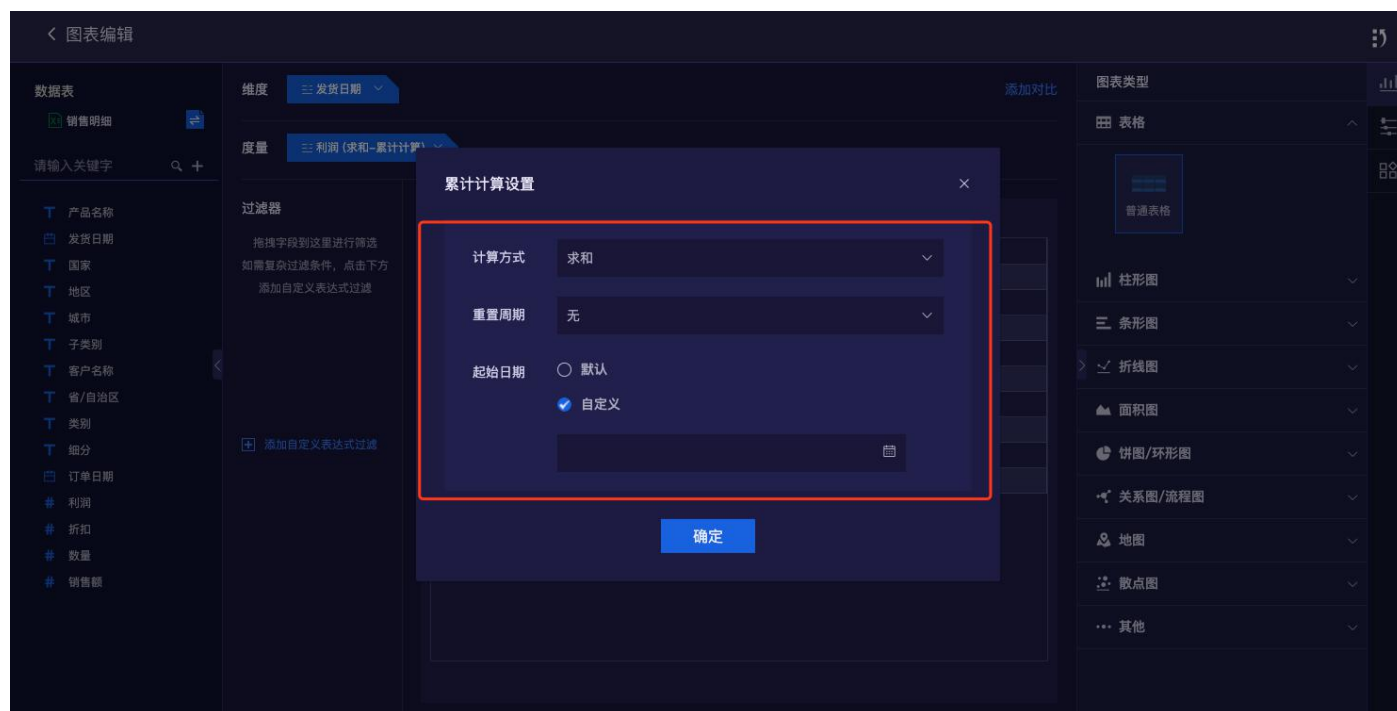 图表编辑
数据表
销售明细
请输入关键字
产品名称
发货日期
国家
地区
城市
子类别
客户名称
省/自治区
类别
细分
订单日期
利润
折扣
数量
销售额
维度
发货日期
添加对比
度量
利润 (求和-累计计算)
过滤器
拖拽字段到这里进行筛选
如需复杂过滤条件，点击下方
添加自定义表达式过滤
添加自定义表达式过滤
累计计算设置
计算方式
求和
重置周期
无
起始日期
默认
自定义
确定
图表类型
表格
普通表格
柱形图
条形图
折线图
面积图
饼图/环形图
关系图/流程图
地图
散点图
其他